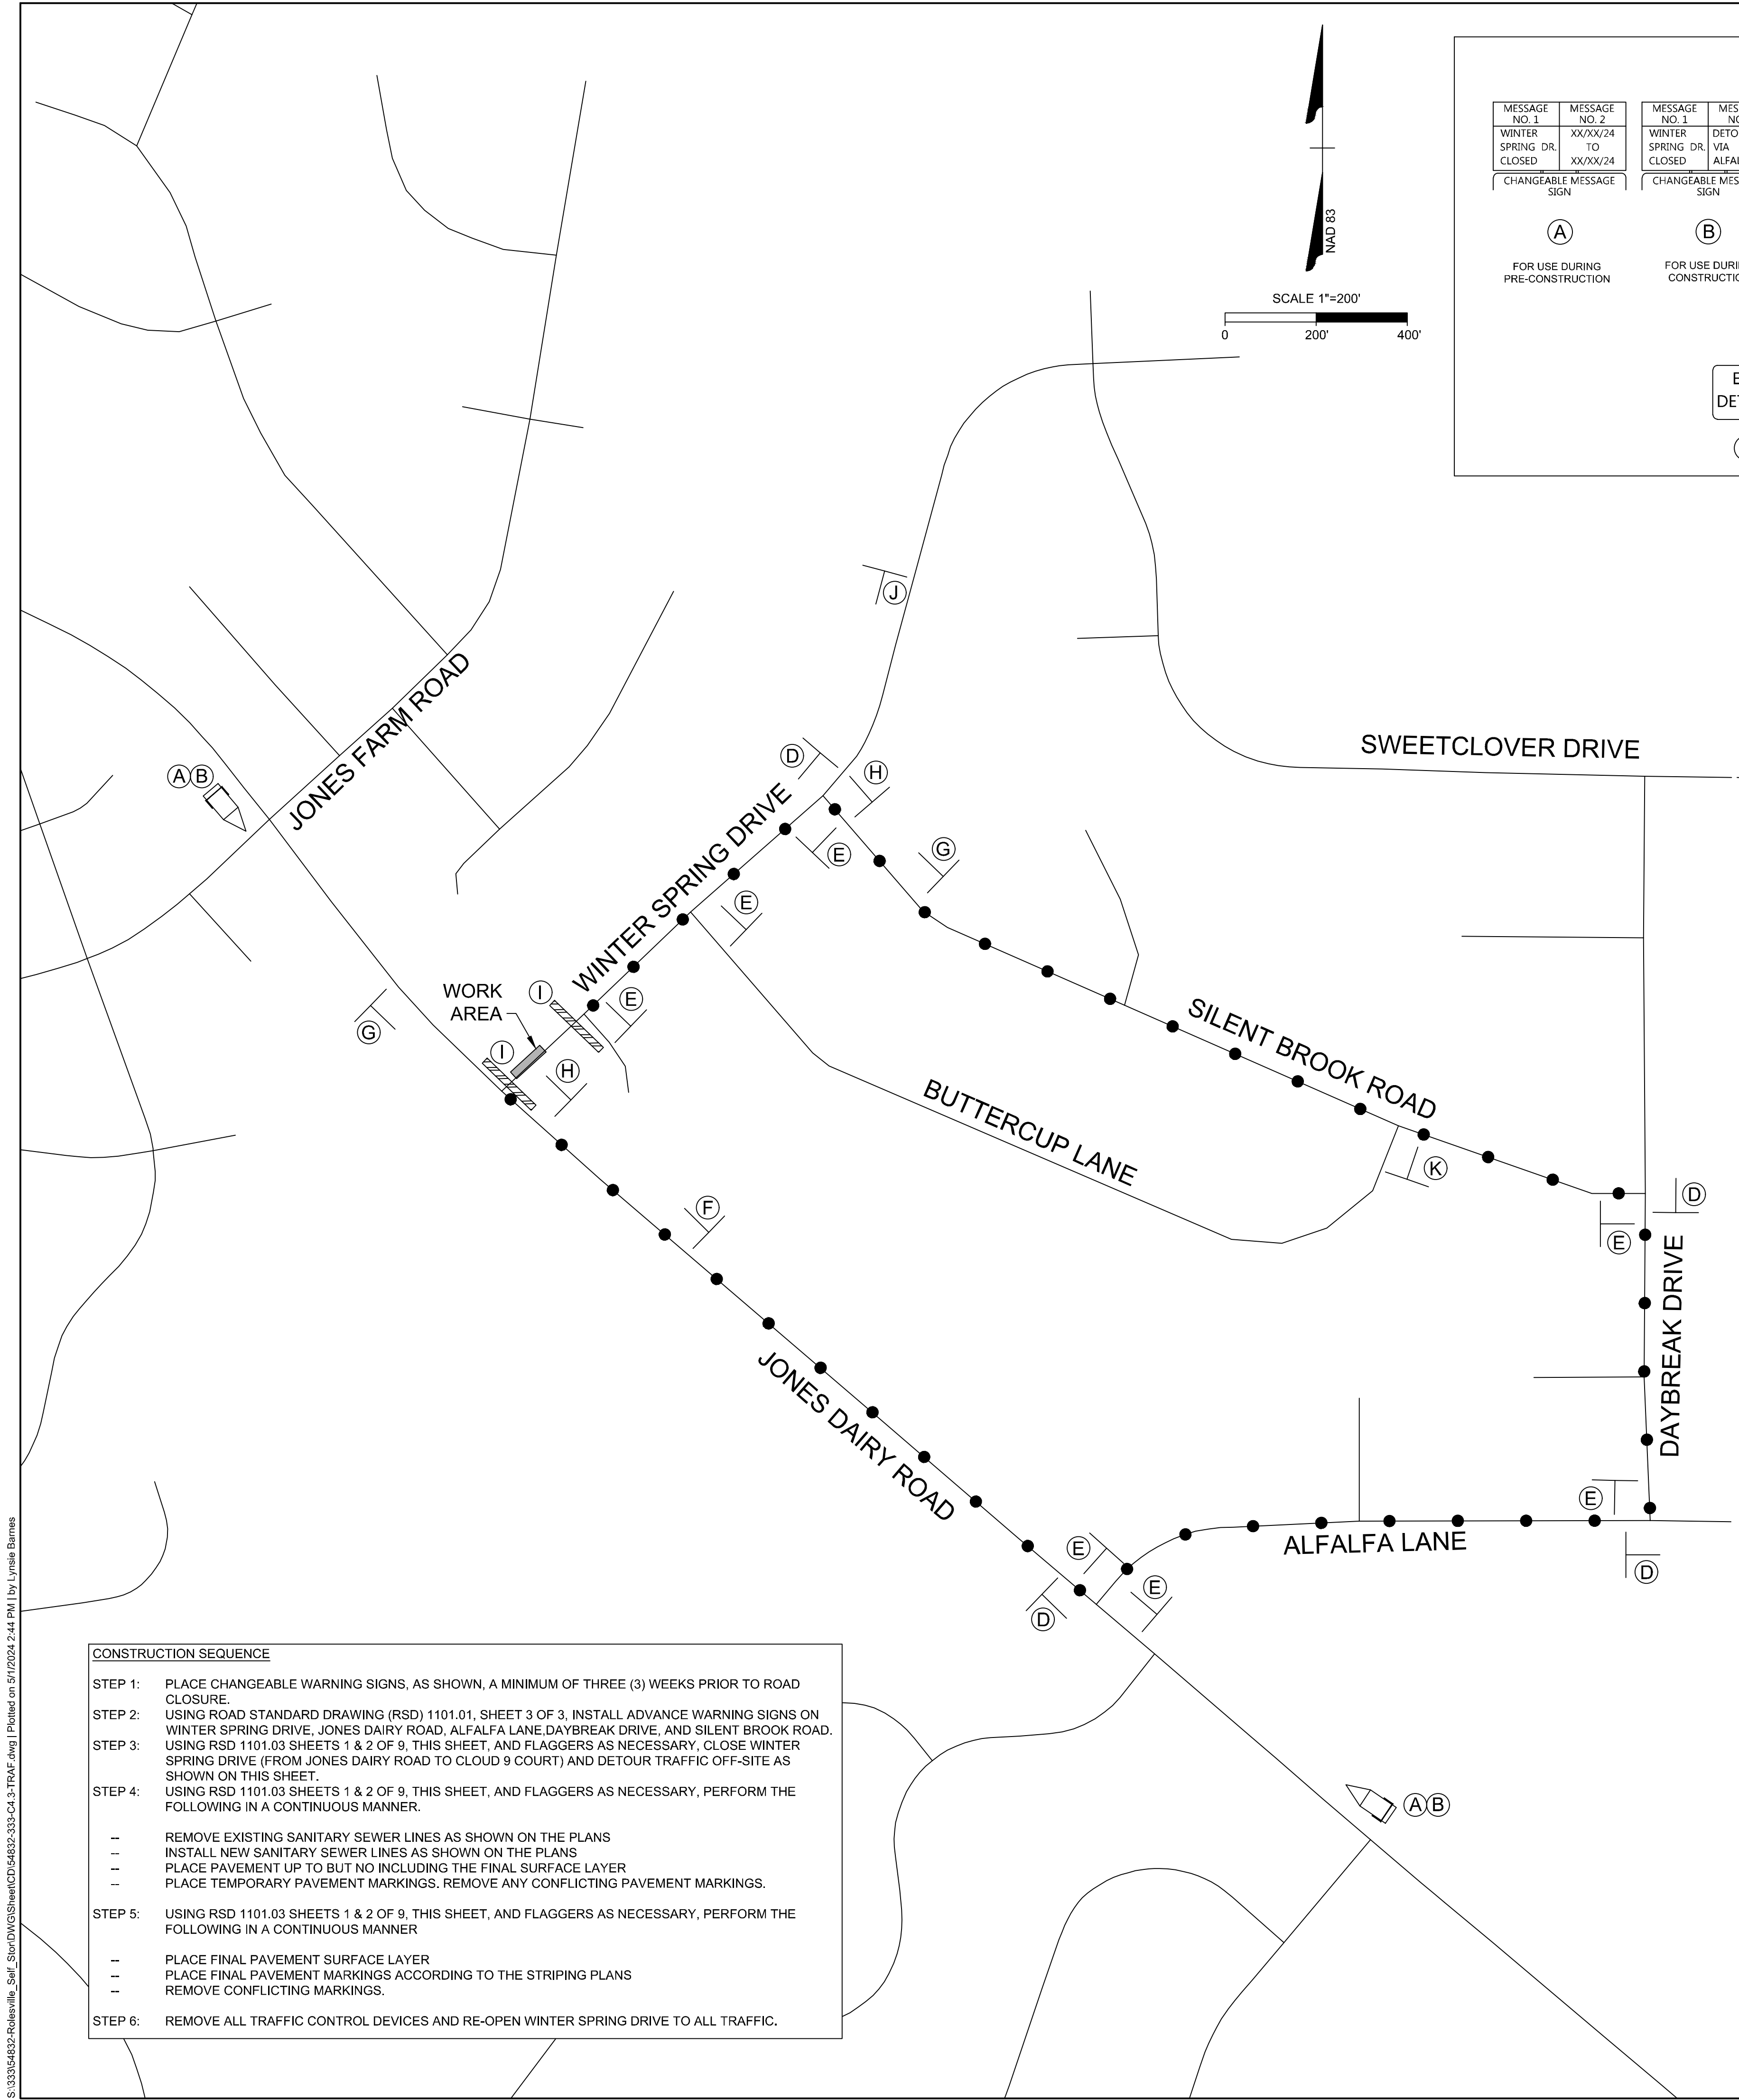 MESSAGE NO. 1
MESSAGE NO. 2
WINTER SPRING DR. CLOSED
XX/XX/24 TO XX/XX/24
CHANGEABLE MESSAGE SIGN
A
FOR USE DURING
PRE-CONSTRUCTION
MESSAGE NO. 1
WINTER SPRING DR. CLOSED
VIA
B
FOR USE
NAD 83
SCALE 1"=200'
0 200' 400'
J
JONES FARM ROAD
A B
SWEETCLOVER DRIVE
D
H
WINTER SPRING DRIVE
E
G
E
WORK
AREA
I
E
G
I
H
SILENT BROOK ROAD
BUTTERCUP LANE
K
D
E
F
DAYBREAK DRIVE
JONES DAIRY ROAD
E
ALFALFA LANE
E
E
D
D
A B
CONSTRUCTION SEQUENCE
STEP 1: PLACE CHANGEABLE WARNING SIGNS, AS SHOWN, A MINIMUM OF THREE (3) WEEKS PRIOR TO ROAD
CLOSURE.
STEP 2: USING ROAD STANDARD DRAWING (RSD) 1101.01, SHEET 3 OF 3, INSTALL ADVANCE WARNING SIGNS ON
WINTER SPRING DRIVE, JONES DAIRY ROAD, ALFALFA LANE,DAYBREAK DRIVE, AND SILENT BROOK ROAD.
STEP 3: USING RSD 1101.03 SHEETS 1 & 2 OF 9, THIS SHEET, AND FLAGGERS AS NECESSARY, CLOSE WINTER
SPRING DRIVE (FROM JONES DAIRY ROAD TO CLOUD 9 COURT) AND DETOUR TRAFFIC OFF-SITE AS
SHOWN ON THIS SHEET.
STEP 4: USING RSD 1101.03 SHEETS 1 & 2 OF 9, THIS SHEET, AND FLAGGERS AS NECESSARY, PERFORM THE
FOLLOWING IN A CONTINUOUS MANNER.
-- REMOVE EXISTING SANITARY SEWER LINES AS SHOWN ON THE PLANS
-- INSTALL NEW SANITARY SEWER LINES AS SHOWN ON THE PLANS
-- PLACE PAVEMENT UP TO BUT NO INCLUDING THE FINAL SURFACE LAYER
-- PLACE TEMPORARY PAVEMENT MARKINGS. REMOVE ANY CONFLICTING PAVEMENT MARKINGS.
STEP 5: USING RSD 1101.03 SHEETS 1 & 2 OF 9, THIS SHEET, AND FLAGGERS AS NECESSARY, PERFORM THE
FOLLOWING IN A CONTINUOUS MANNER
-- PLACE FINAL PAVEMENT SURFACE LAYER
-- PLACE FINAL PAVEMENT MARKINGS ACCORDING TO THE STRIPING PLANS
-- REMOVE CONFLICTING MARKINGS.
STEP 6: REMOVE ALL TRAFFIC CONTROL DEVICES AND RE-OPEN WINTER SPRING DRIVE TO ALL TRAFFIC.
S:\333\54832-Rolesville_Self_Stor\DWG\Sheet\CD\54832-333-C4.3-TRAF.dwg | Plotted on 5/1/2024 2:44 PM | by Lynsie Barnes